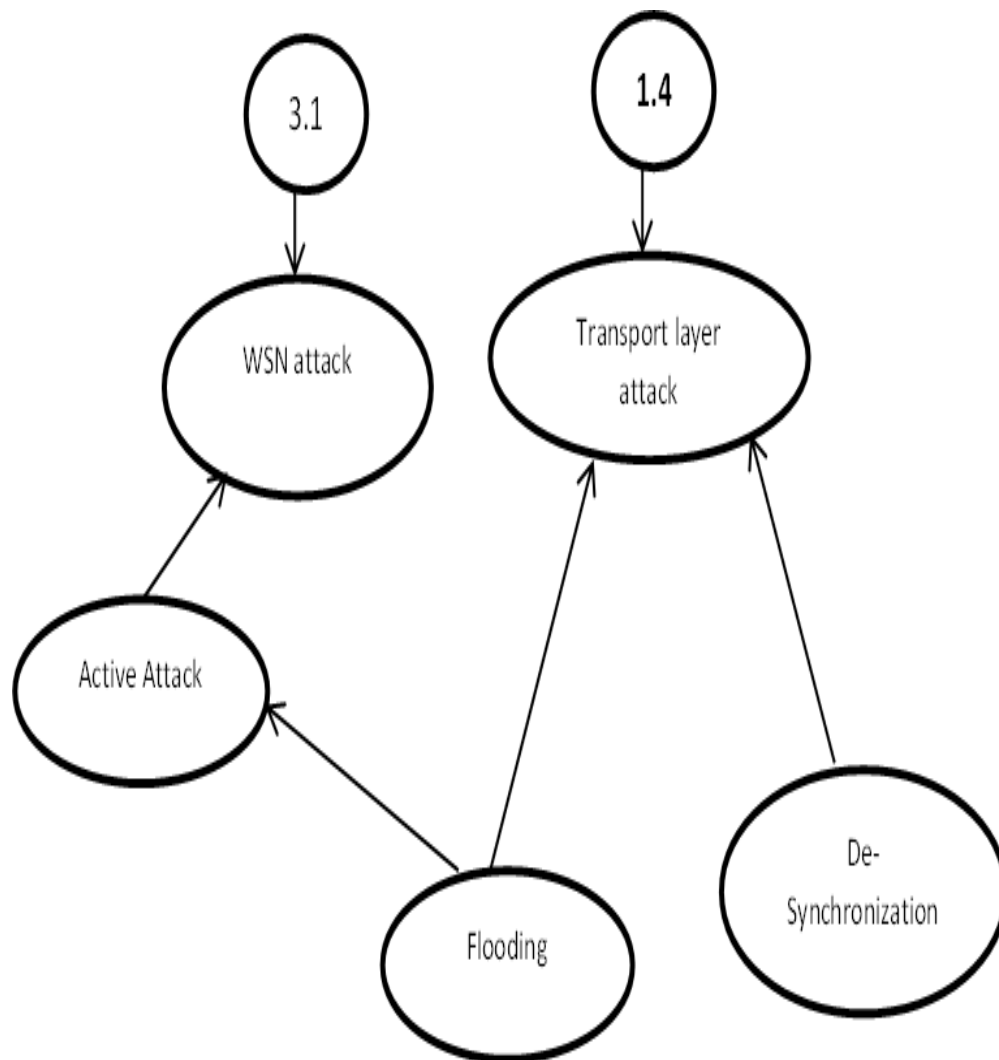 3.1
1.4
WSN attack
Transport layer
attack
Active Attack
Flooding
De-
Synchronization